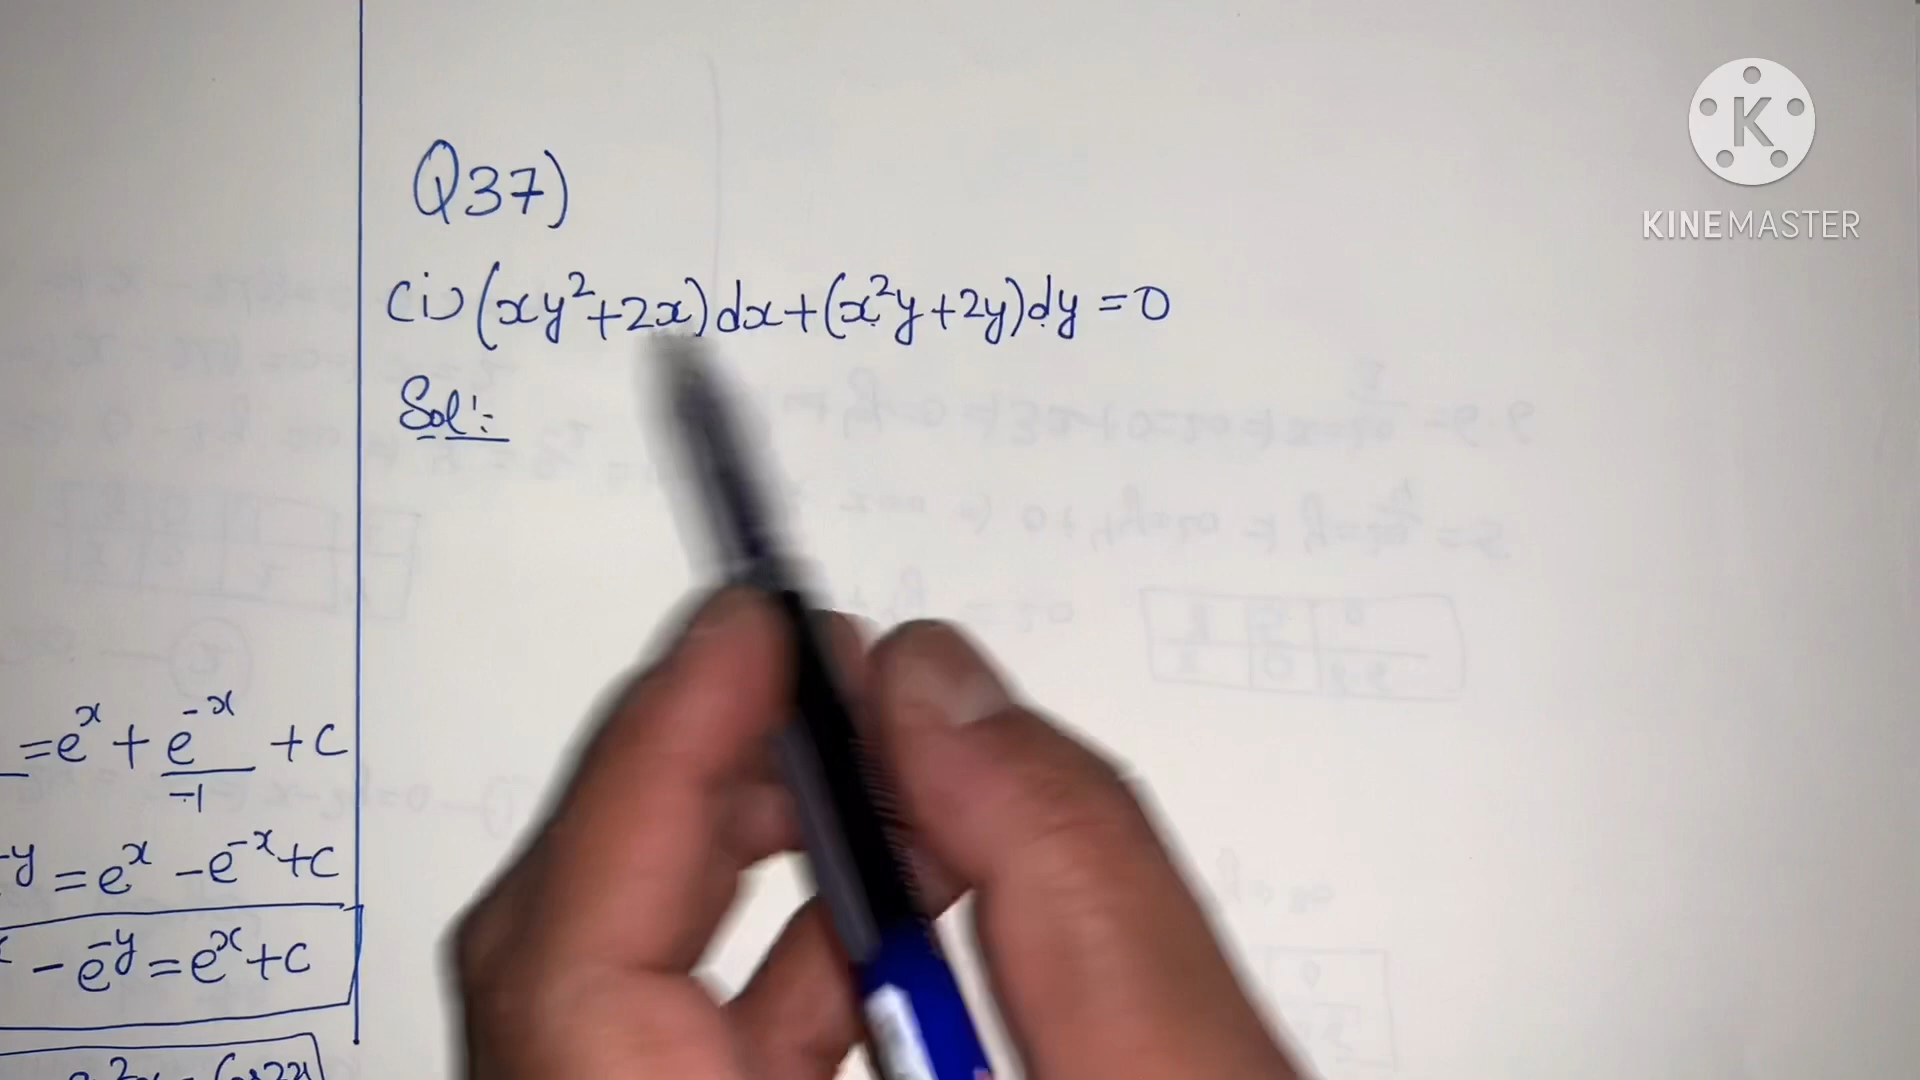 Q37)
(i) (xy²+2x)dx+(x²y+2y)dy=0
Sol':-
=eˣ + e⁻ˣ/-1 + c
-y = eˣ - e⁻ˣ + c
- e⁻ʸ = eˣ + c
K
KINEMASTER